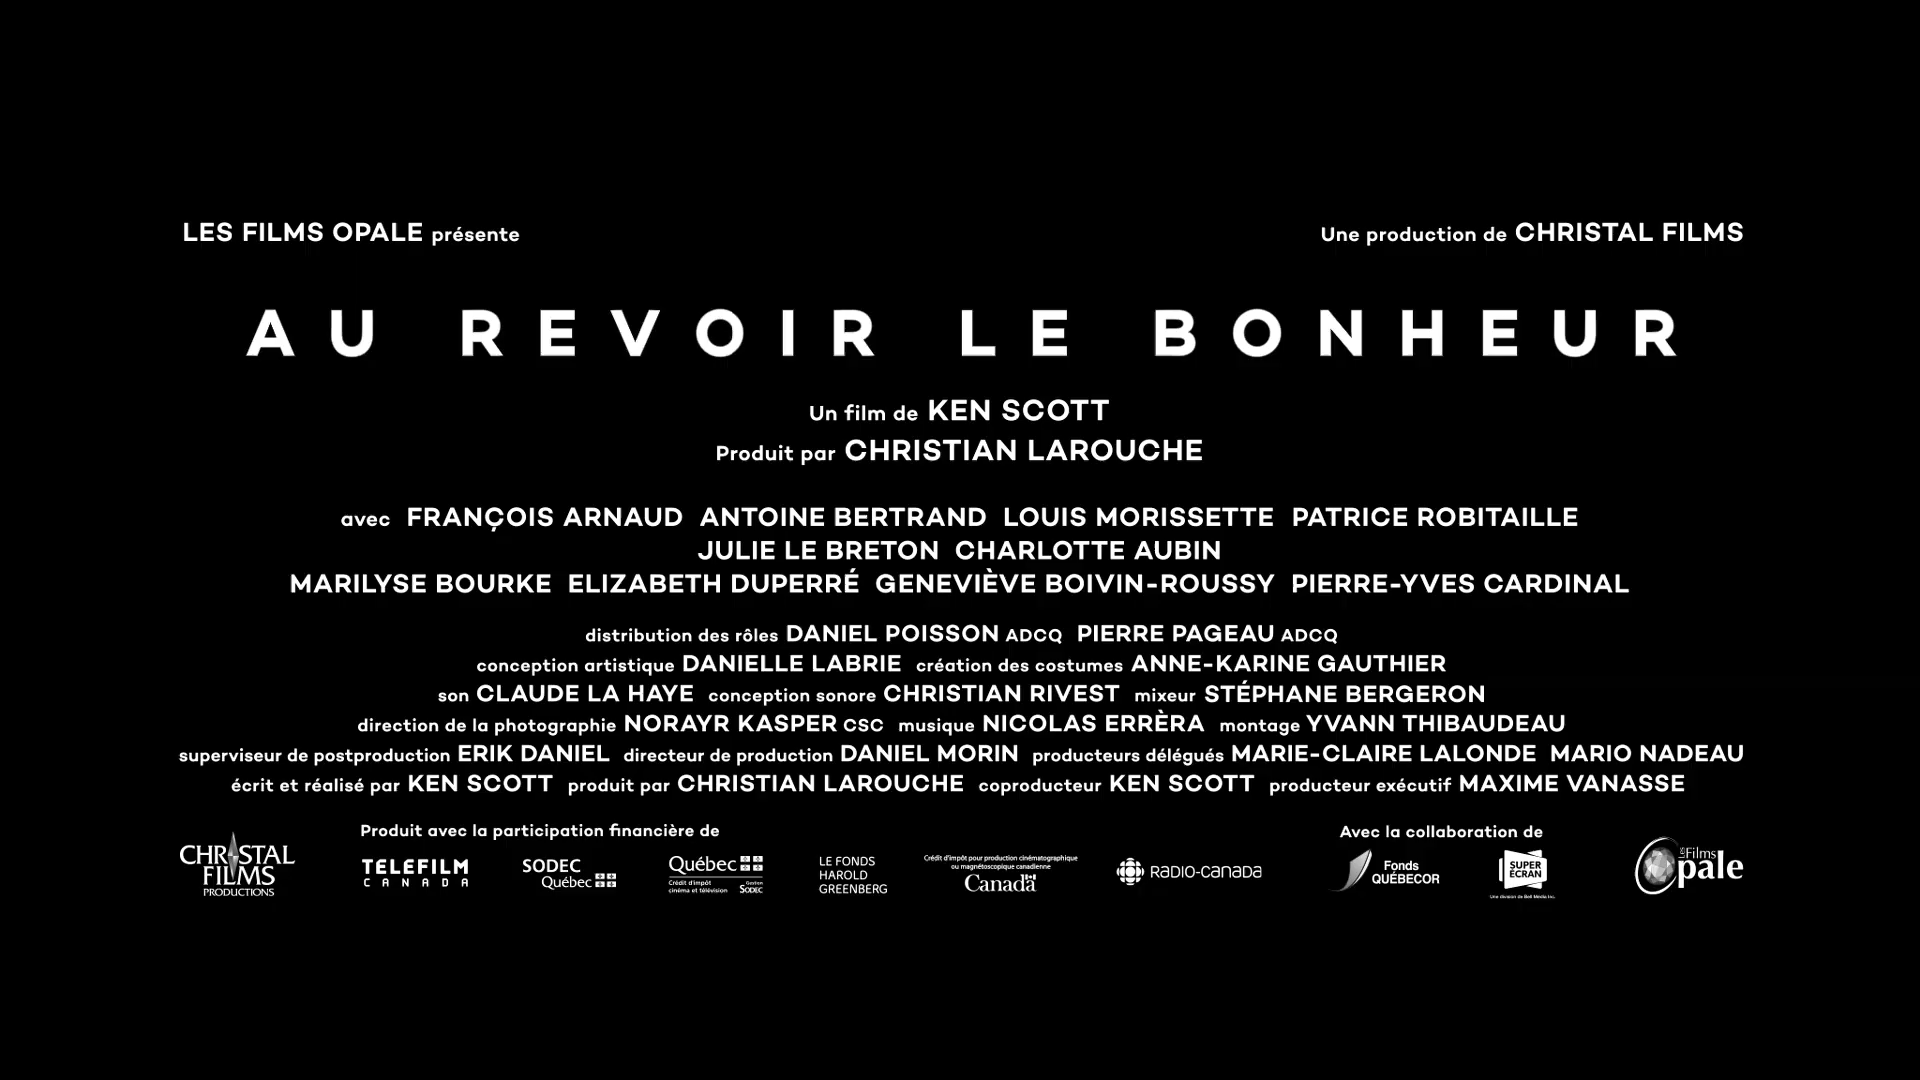 LES FILMS OPALE présente
Une production de CHRISTAL FILMS
AU REVOIR LE BONHEUR
Un film de KEN SCOTT
Produit par CHRISTIAN LAROUCHE
avec FRANÇOIS ARNAUD ANTOINE BERTRAND LOUIS MORISSETTE PATRICE ROBITAILLE
JULIE LE BRETON CHARLOTTE AUBIN
MARILYSE BOURKE ELIZABETH DUPERRÉ GENEVIÈVE BOIVIN-ROUSSY PIERRE-YVES CARDINAL
distribution des rôles DANIEL POISSON ADCQ PIERRE PAGEAU ADCQ
conception artistique DANIELLE LABRIE création des costumes ANNE-KARINE GAUTHIER
son CLAUDE LA HAYE conception sonore CHRISTIAN RIVEST mixeur STÉPHANE BERGERON
direction de la photographie NORAYR KASPER CSC musique NICOLAS ERRÈRA montage YVANN THIBAUDEAU
superviseur de postproduction ERIK DANIEL directeur de production DANIEL MORIN producteurs délégués MARIE-CLAIRE LALONDE MARIO NADEAU
écrit et réalisé par KEN SCOTT produit par CHRISTIAN LAROUCHE coproducteur KEN SCOTT producteur exécutif MAXIME VANASSE
CHRISTAL
FILMS
PRODUCTIONS
Produit avec la participation financière de
TELEFILM
CANADA
SODEC
Québec
Québec
Crédit d'impôt
cinéma et télévision
Gestion
SODEC
LE FONDS
HAROLD
GREENBERG
Crédit d'impôt pour production cinématographique
ou magnétoscopique canadienne
Canada
RADIO-CANADA
Avec la collaboration de
Fonds
QUÉBECOR
SUPER
ÉCRAN
Une division de Bell Média Inc.
Les Films
Opale